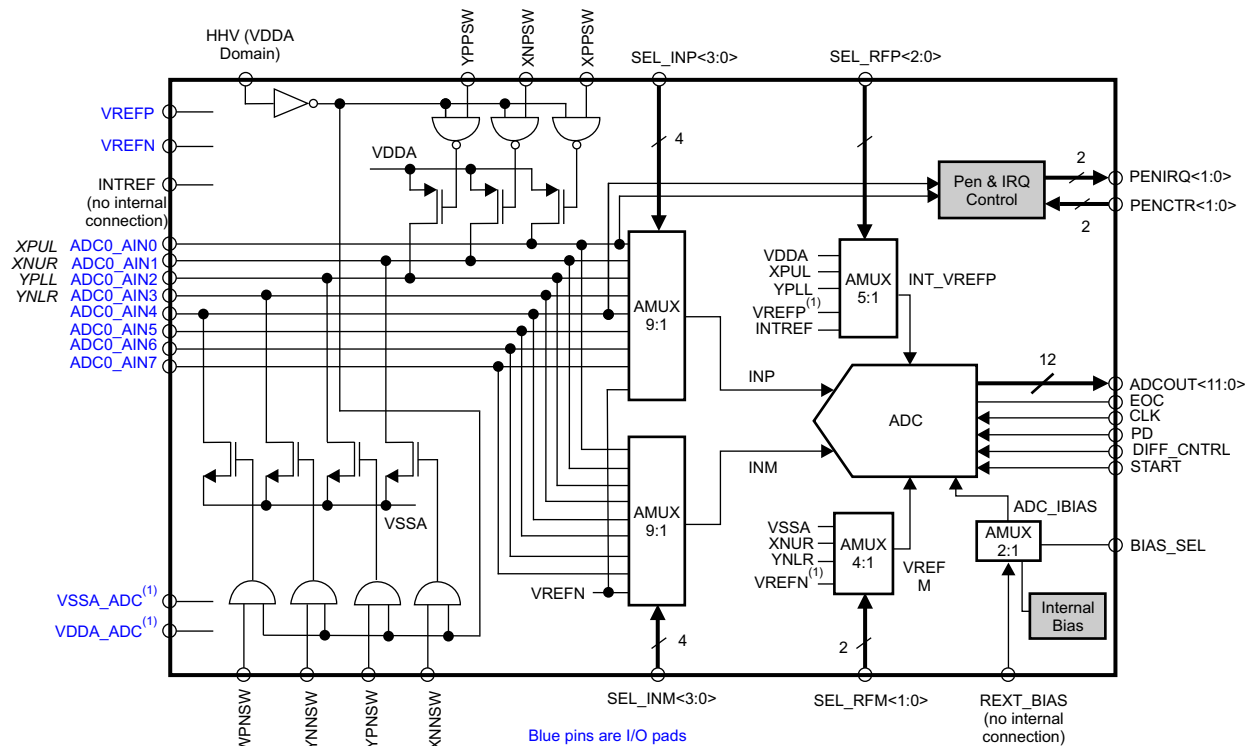 HHV (VDDA
Domain)
YPPSW
XNPSW
XPPSW
SEL_INP<3:0>
SEL_RFP<2:0>
VREFP
VREFN
INTREF
(no internal
connection)
VDDA
4
Pen & IRQ
Control
2
PENIRQ<1:0>
PENCTR<1:0>
2
XPUL ADC0_AIN0
XNUR ADC0_AIN1
YPLL ADC0_AIN2
YNLR ADC0_AIN3
ADC0_AIN4
ADC0_AIN5
ADC0_AIN6
ADC0_AIN7
AMUX
9:1
VDDA
XPUL
YPLL
VREFP(1)
INTREF
AMUX
5:1
INT_VREFP
INP
ADC
12
ADCOUT<11:0>
EOC
CLK
PD
DIFF_CNTRL
START
INM
VSSA
AMUX
9:1
VREFN
VSSA
XNUR
YNLR
VREFN(1)
AMUX
4:1
VREF
M
ADC_IBIAS
AMUX
2:1
BIAS_SEL
Internal
Bias
VSSA_ADC(1)
VDDA_ADC(1)
4
2
WPNSW
YNNSW
YPNSW
XNNSW
SEL_INM<3:0>
SEL_RFM<1:0>
REXT_BIAS
(no internal
connection)
Blue pins are I/O pads